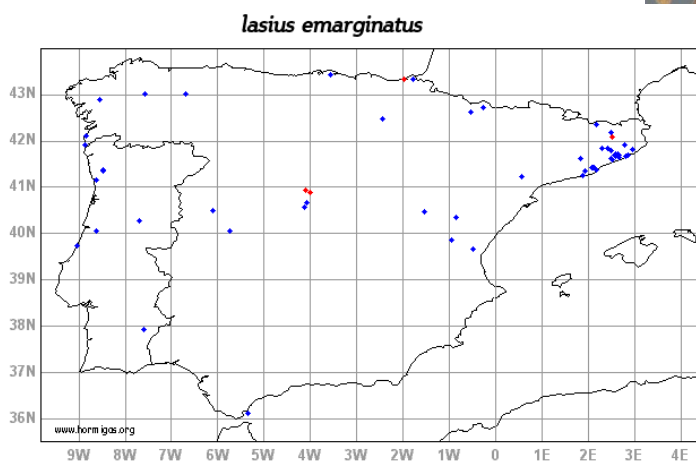 lasius emarginatus
43N
42N
41N
40N
39N
38N
37N
36N
www.hormigas.org
9W 8W 7W 6W 5W 4W 3W 2W 1W 0 1E 2E 3E 4E